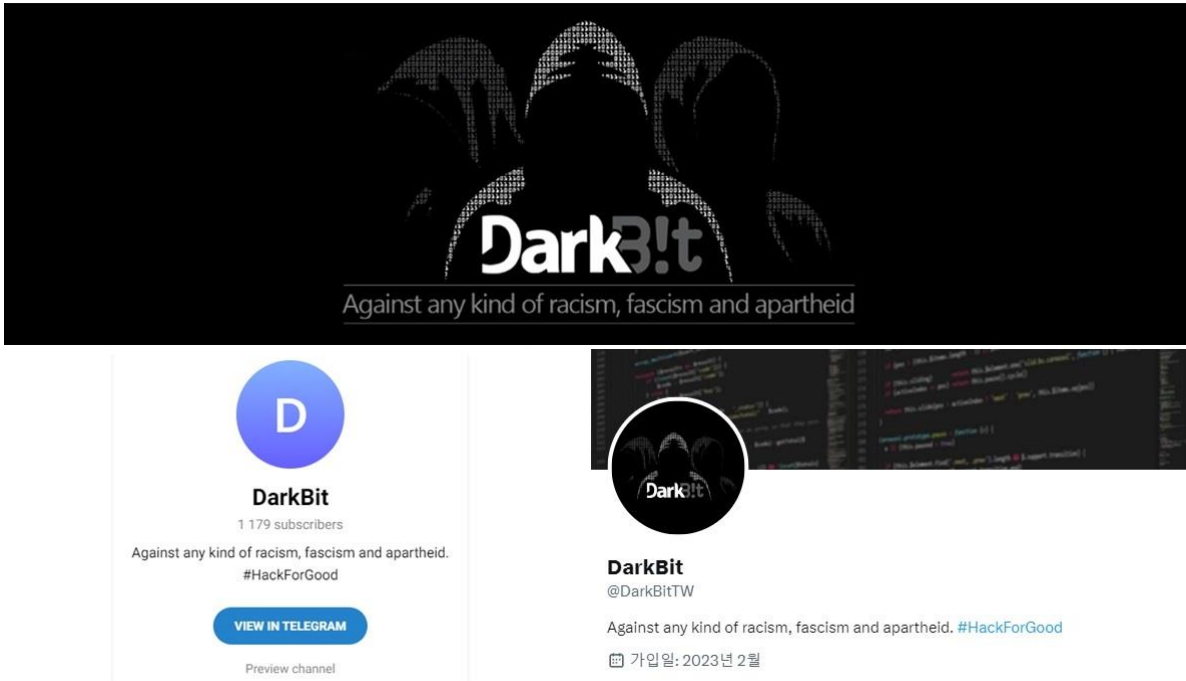 DarkB!t
Against any kind of racism, fascism and apartheid
D
DarkBit
1 179 subscribers
Against any kind of racism, fascism and apartheid.
#HackForGood
VIEW IN TELEGRAM
Preview channel
DarkB!t
DarkBit
@DarkBitTW
Against any kind of racism, fascism and apartheid. #HackForGood
가입일: 2023년 2월